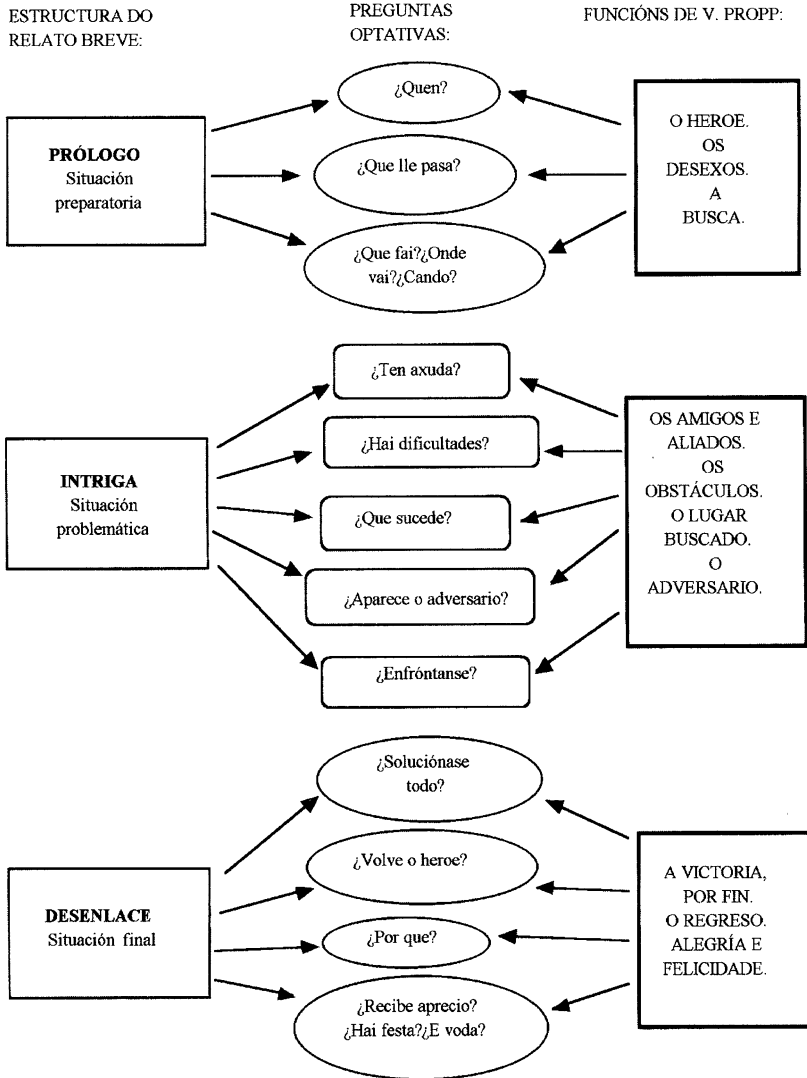 ESTRUCTURA DO
RELATO BREVE:
PREGUNTAS
OPTATIVAS:
FUNCIÓNS DE V. PROPP:
PRÓLOGO
Situación
preparatoria
¿Quen?
¿Que lle pasa?
¿Que fai?¿Onde
vai?¿Cando?
O HEROE.
OS
DESEXOS.
A
BUSCA.
INTRIGA
Situación
problemática
¿Ten axuda?
¿Hai dificultades?
¿Que sucede?
¿Aparece o adversario?
¿Enfróntanse?
OS AMIGOS E
ALIADOS.
OS
OBSTÁCULOS.
O LUGAR
BUSCADO.
O
ADVERSARIO.
DESENLACE
Situación final
¿Soluciónase
todo?
¿Volve o heroe?
¿Por que?
¿Recibe aprecio?
¿Hai festa?¿E voda?
A VICTORIA,
POR FIN.
O REGRESO.
ALEGRÍA E
FELICIDADE.